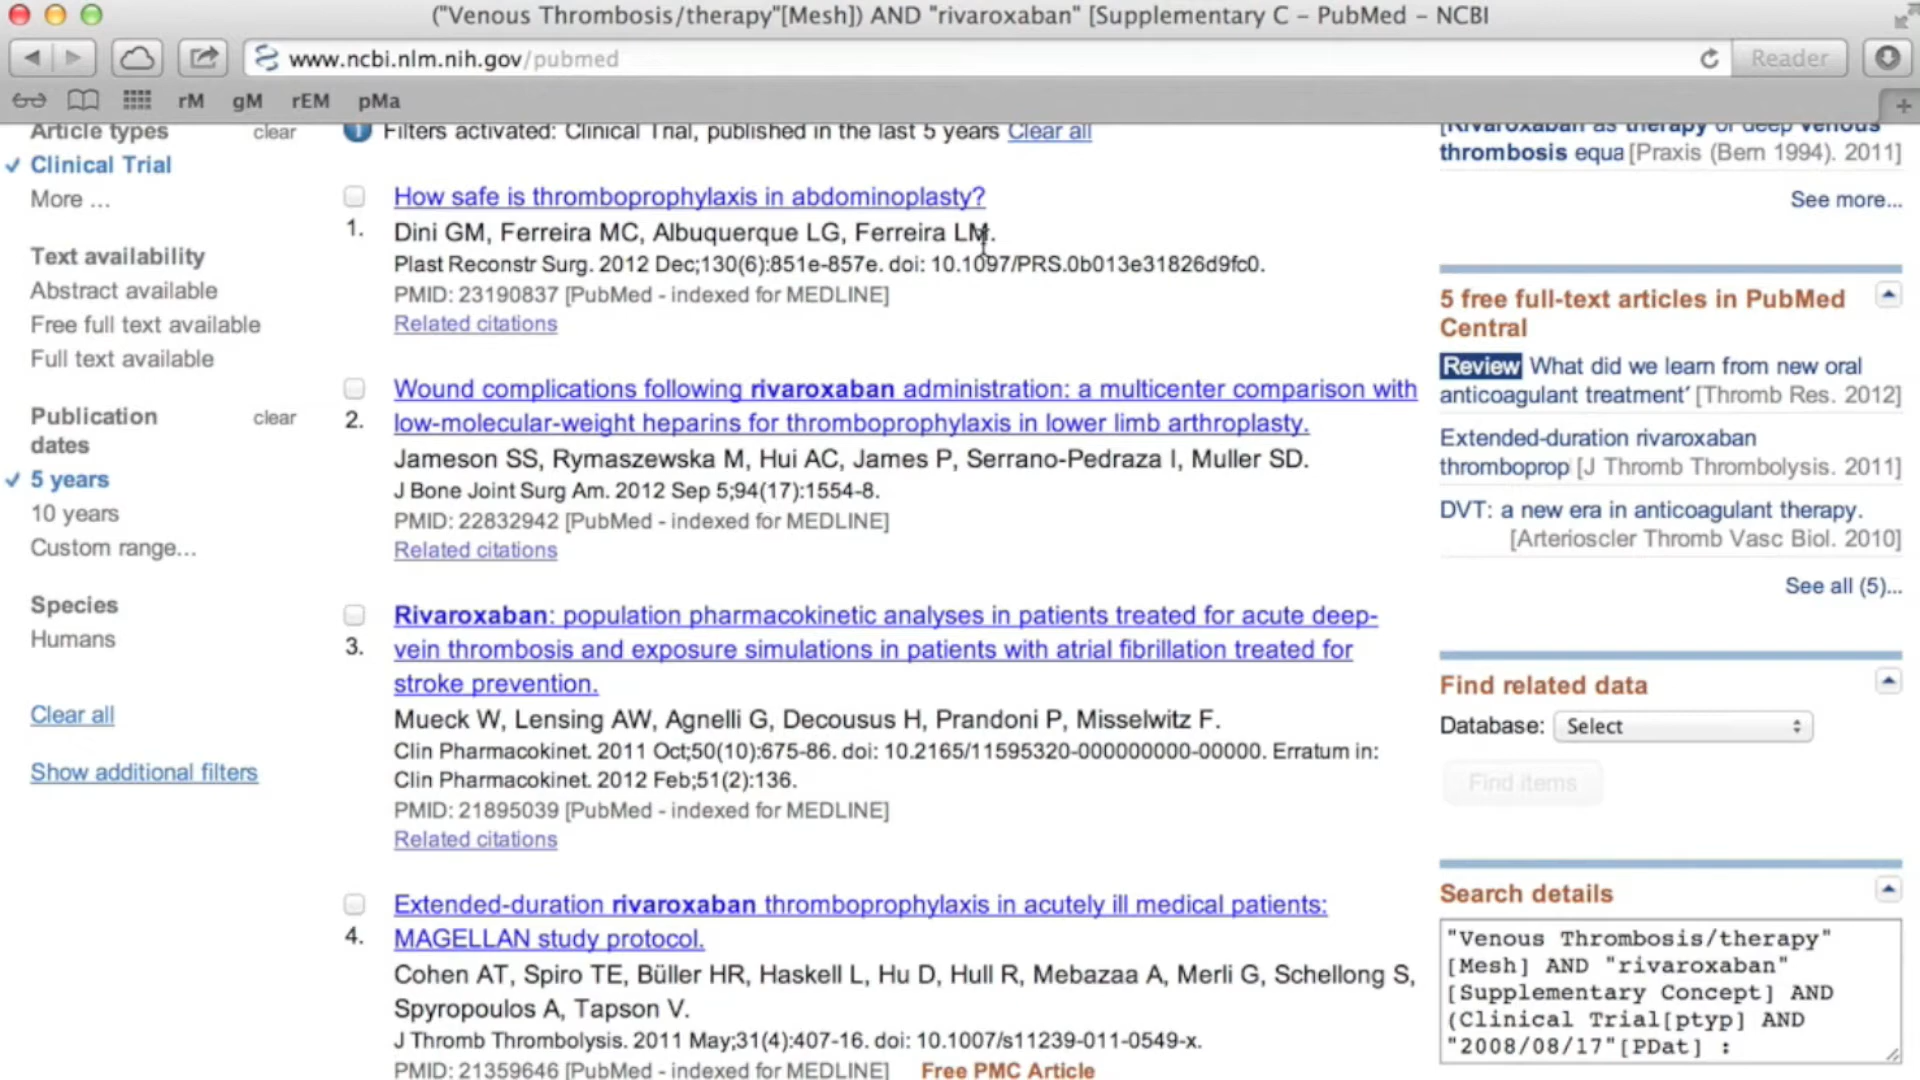 ("Venous Thrombosis/therapy"[Mesh]) AND "rivaroxaban" [Supplementary C – PubMed – NCBI
www.ncbi.nlm.nih.gov/pubmed
Reader
rM gM rEM pMa
Article types clear
Clinical Trial
More ...
Text availability
Abstract available
Free full text available
Full text available
Publication dates clear
5 years
10 years
Custom range...
Species
Humans
Clear all
Show additional filters
Filters activated: Clinical Trial, published in the last 5 years Clear all
How safe is thromboprophylaxis in abdominoplasty?
1. Dini GM, Ferreira MC, Albuquerque LG, Ferreira LM.
Plast Reconstr Surg. 2012 Dec;130(6):851e-857e. doi: 10.1097/PRS.0b013e31826d9fc0.
PMID: 23190837 [PubMed - indexed for MEDLINE]
Related citations
Wound complications following rivaroxaban administration: a multicenter comparison with
2. low-molecular-weight heparins for thromboprophylaxis in lower limb arthroplasty.
Jameson SS, Rymaszewska M, Hui AC, James P, Serrano-Pedraza I, Muller SD.
J Bone Joint Surg Am. 2012 Sep 5;94(17):1554-8.
PMID: 22832942 [PubMed - indexed for MEDLINE]
Related citations
Rivaroxaban: population pharmacokinetic analyses in patients treated for acute deep-
3. vein thrombosis and exposure simulations in patients with atrial fibrillation treated for
stroke prevention.
Mueck W, Lensing AW, Agnelli G, Decousus H, Prandoni P, Misselwitz F.
Clin Pharmacokinet. 2011 Oct;50(10):675-86. doi: 10.2165/11595320-000000000-00000. Erratum in:
Clin Pharmacokinet. 2012 Feb;51(2):136.
PMID: 21895039 [PubMed - indexed for MEDLINE]
Related citations
Extended-duration rivaroxaban thromboprophylaxis in acutely ill medical patients:
4. MAGELLAN study protocol.
Cohen AT, Spiro TE, Büller HR, Haskell L, Hu D, Hull R, Mebazaa A, Merli G, Schellong S,
Spyropoulos A, Tapson V.
J Thromb Thrombolysis. 2011 May;31(4):407-16. doi: 10.1007/s11239-011-0549-x.
PMID: 21359646 [PubMed - indexed for MEDLINE] Free PMC Article
[Rivaroxaban as therapy of deep venous
thrombosis equa [Praxis (Bern 1994). 2011]
See more...
5 free full-text articles in PubMed
Central
Review What did we learn from new oral
anticoagulant treatment' [Thromb Res. 2012]
Extended-duration rivaroxaban
thromboprop [J Thromb Thrombolysis. 2011]
DVT: a new era in anticoagulant therapy.
[Arterioscler Thromb Vasc Biol. 2010]
See all (5)...
Find related data
Database: Select
Find items
Search details
"Venous Thrombosis/therapy"
[Mesh] AND "rivaroxaban"
[Supplementary Concept] AND
(Clinical Trial[ptyp] AND
"2008/08/17"[PDat] :